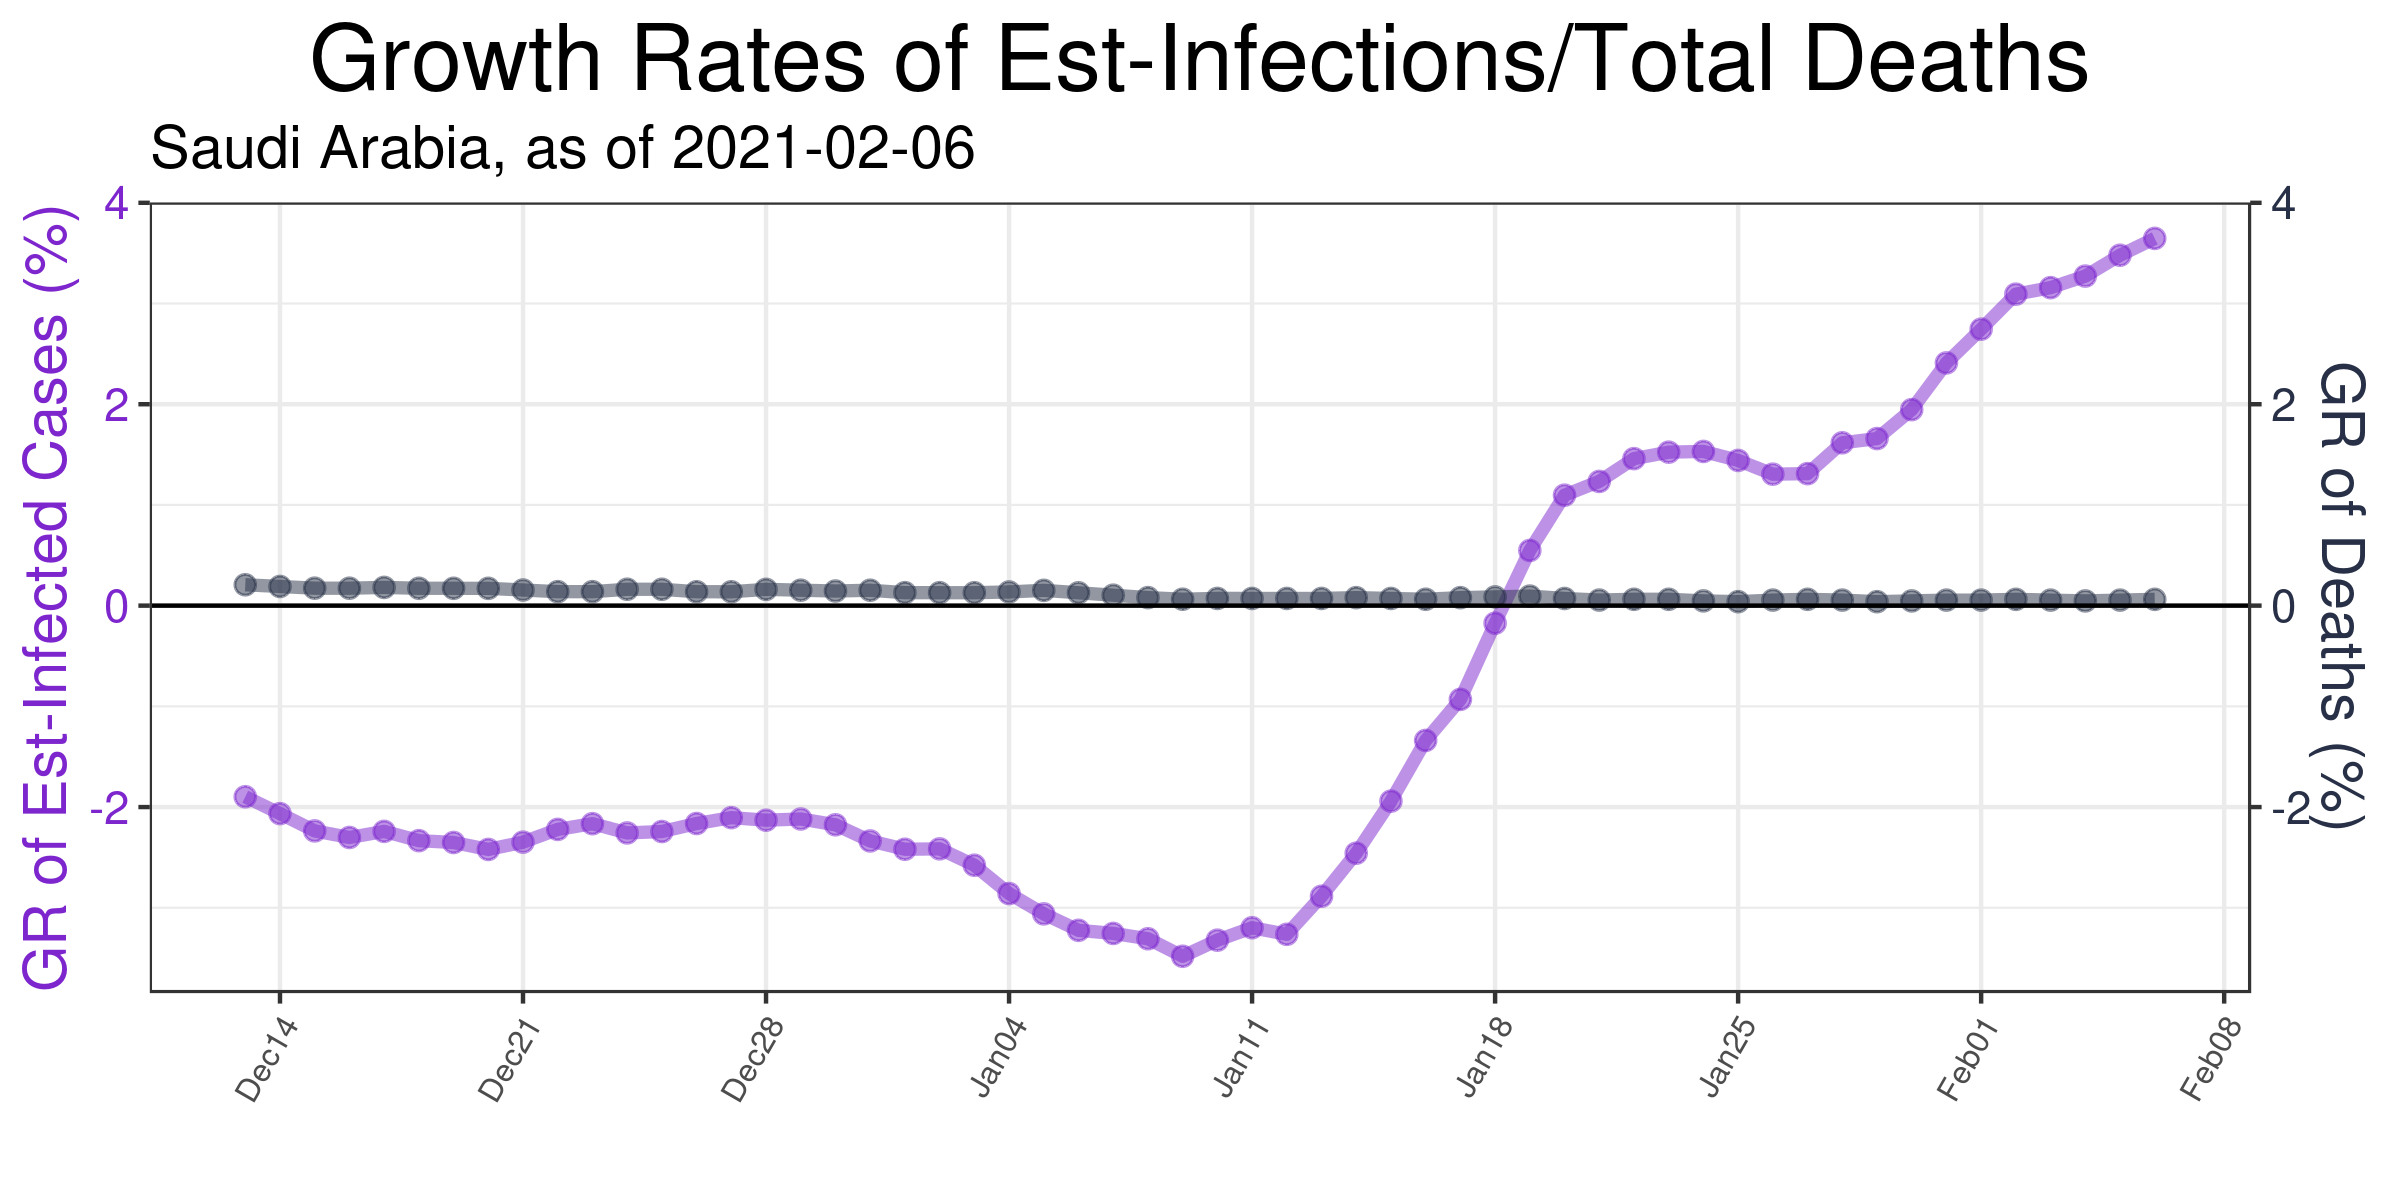 Growth Rates of Est-Infections/Total Deaths
Saudi Arabia, as of 2021-02-06
GR of Est-Infected Cases (%)
4
2
0
-2
4
2
0
-2
GR of Deaths (%)
Dec14
Dec21
Dec28
Jan04
Jan11
Jan18
Jan25
Feb01
Feb08